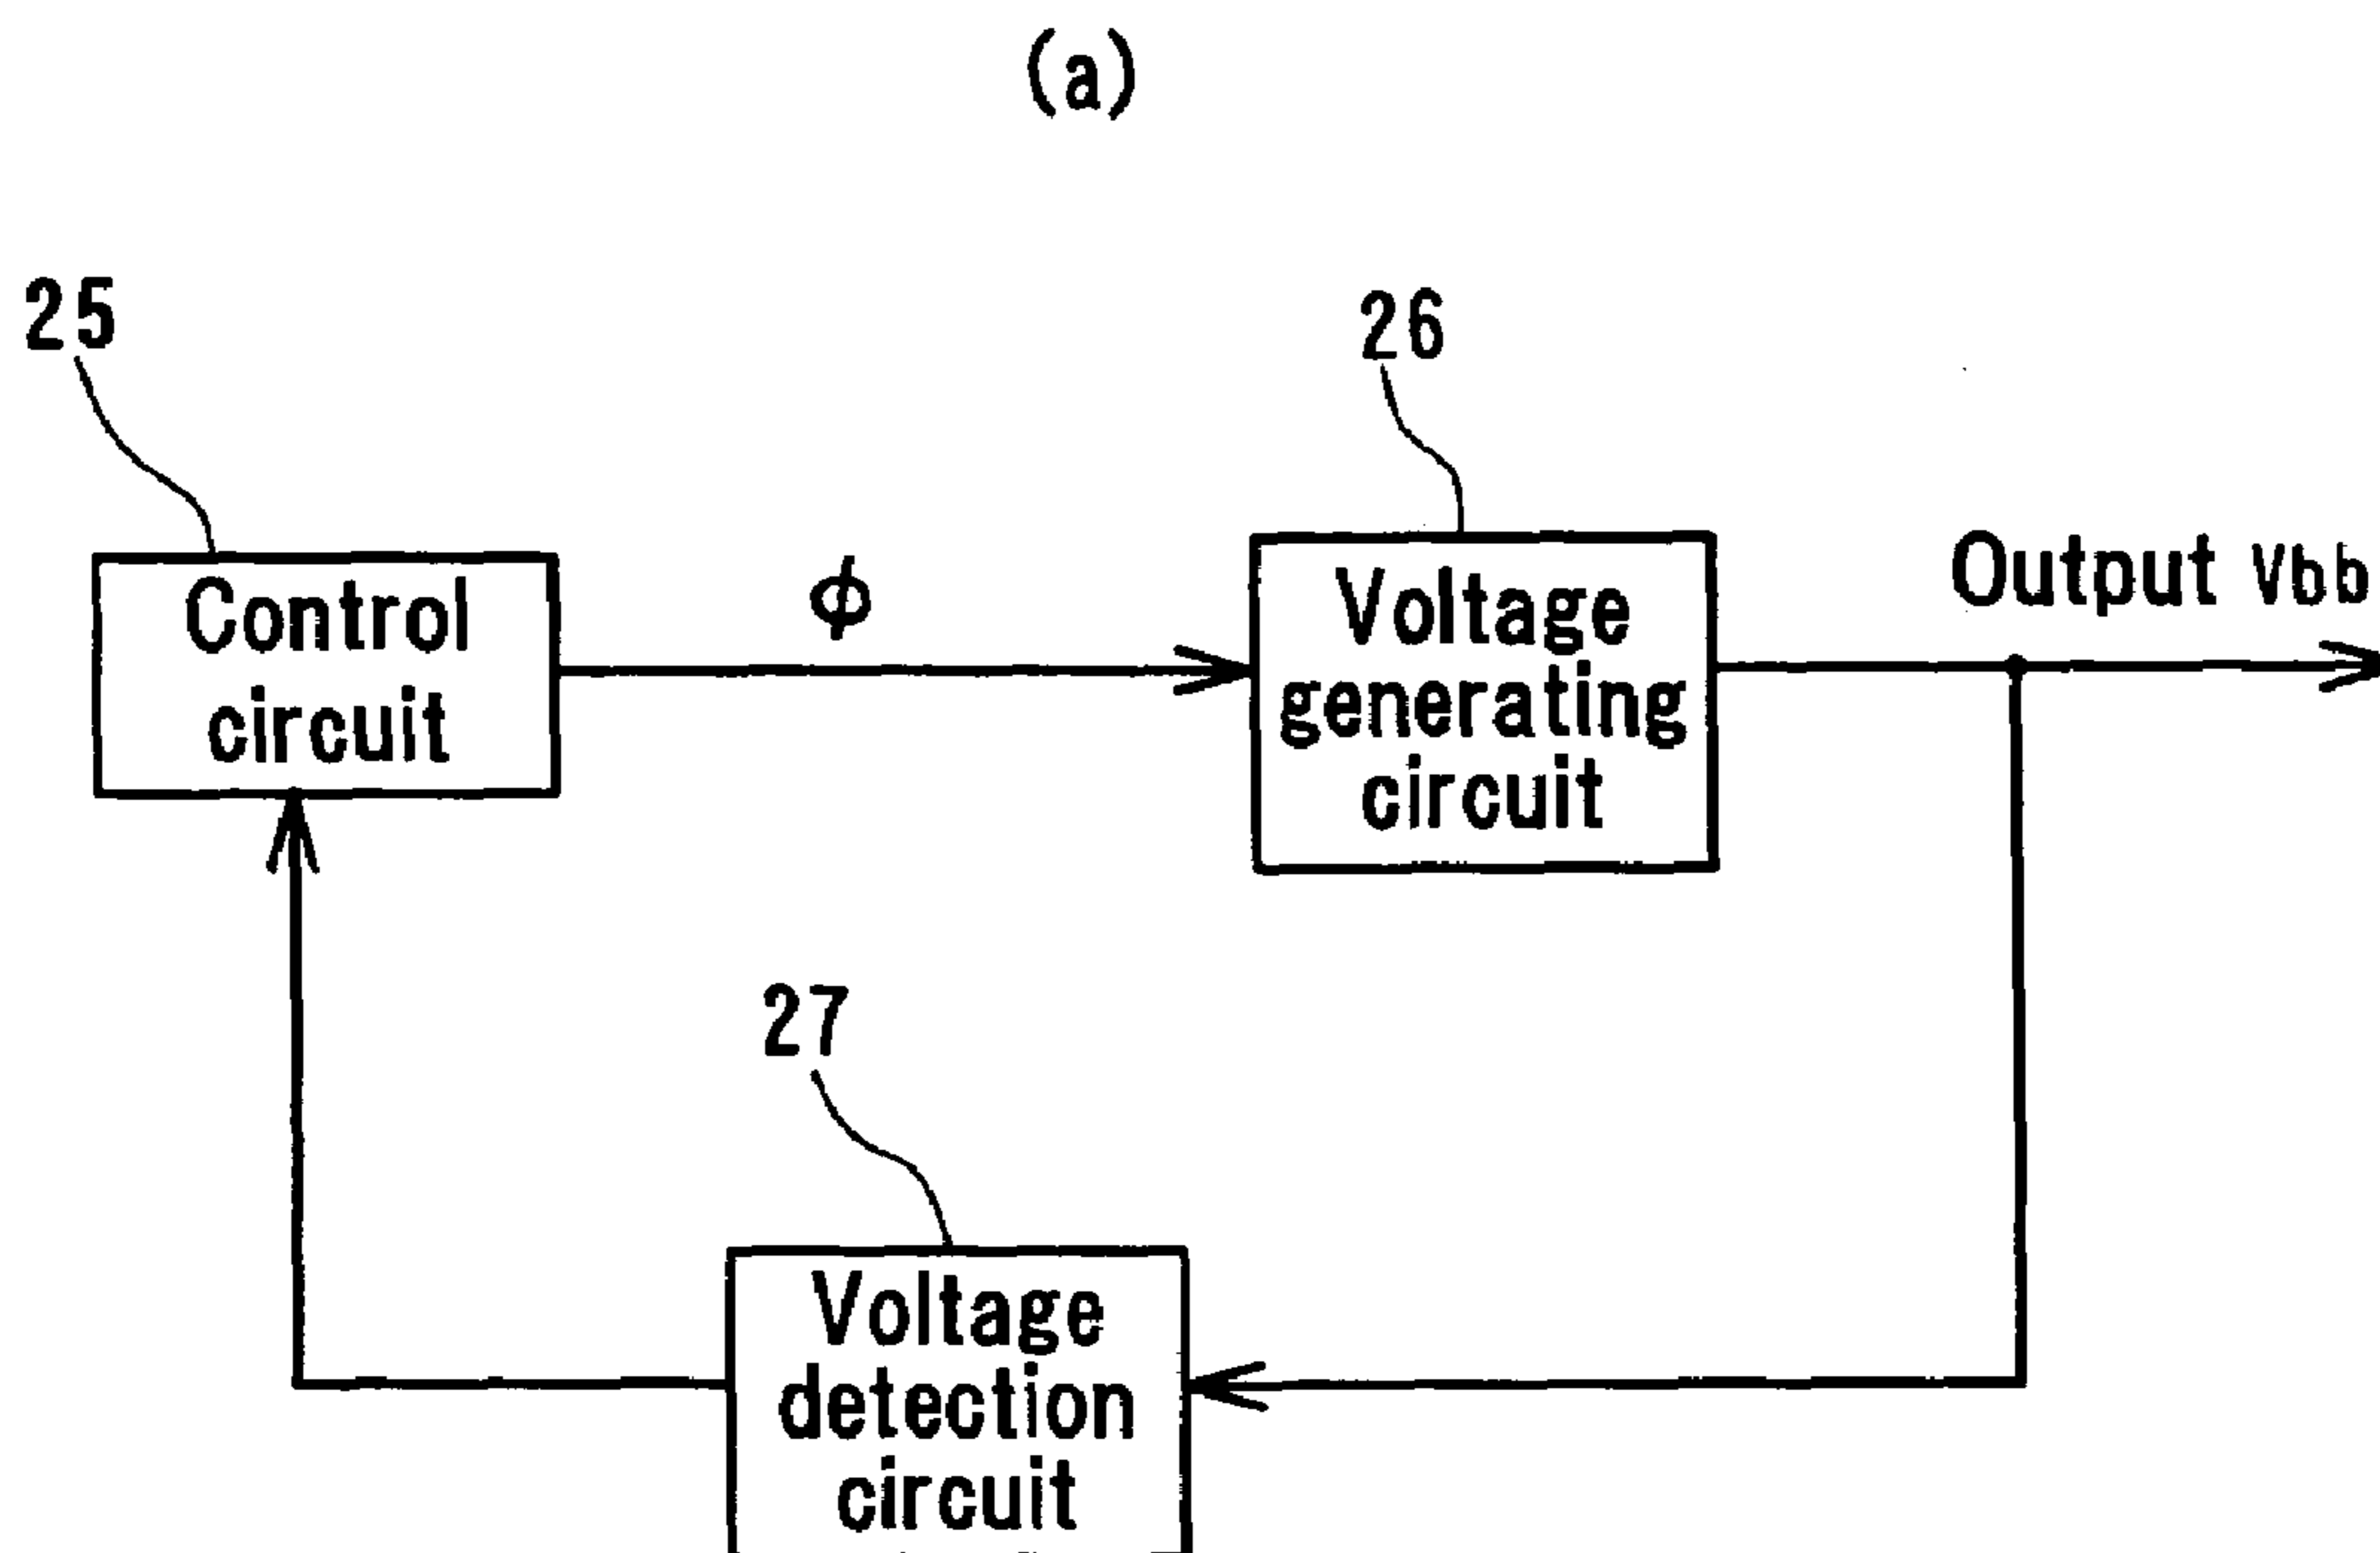 (a)
25
26
Control
circuit
ϕ
Voltage
generating
circuit
Output Vbb
27
Voltage
detection
circuit